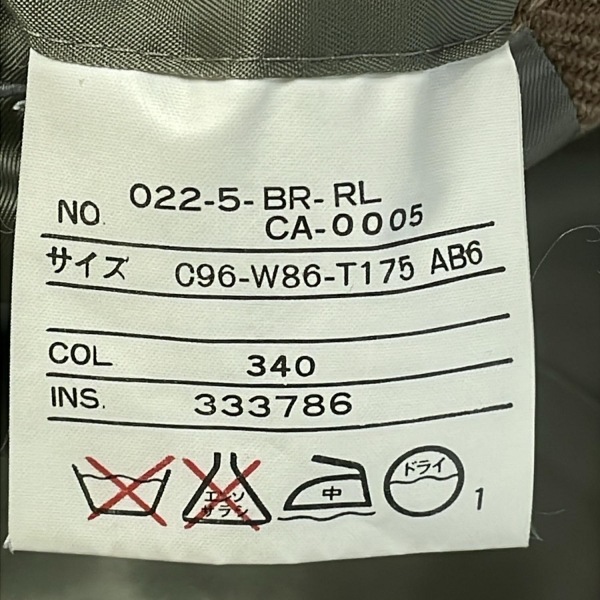 NO. 022-5-BR-RL
CA-0005
サイズ C96-W86-T175 AB6
COL 340
INS. 333786
エンソ
サラシ
中
ドライ
1